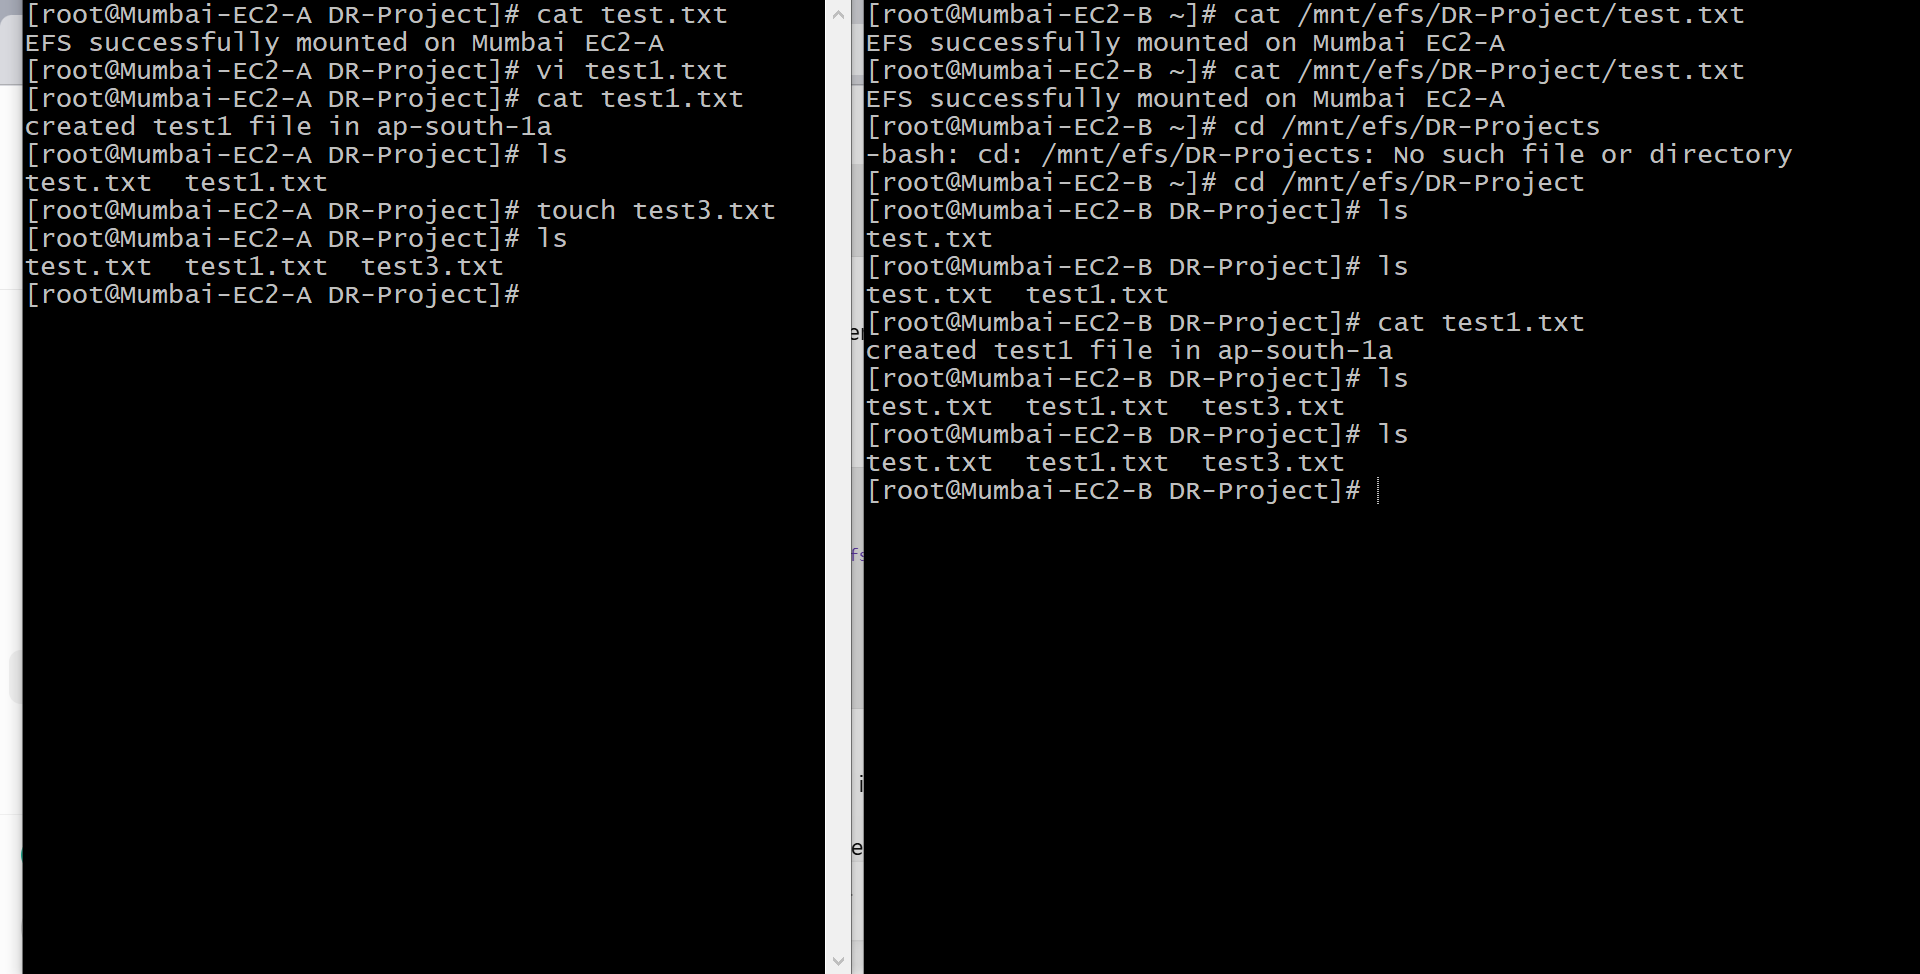 [root@Mumbai-EC2-A DR-Project]# cat test.txt
EFS successfully mounted on Mumbai EC2-A
[root@Mumbai-EC2-A DR-Project]# vi test1.txt
[root@Mumbai-EC2-A DR-Project]# cat test1.txt
created test1 file in ap-south-1a
[root@Mumbai-EC2-A DR-Project]# ls
test.txt  test1.txt
[root@Mumbai-EC2-A DR-Project]# touch test3.txt
[root@Mumbai-EC2-A DR-Project]# ls
test.txt  test1.txt  test3.txt
[root@Mumbai-EC2-A DR-Project]#
[root@Mumbai-EC2-B ~]# cat /mnt/efs/DR-Project/test.txt
EFS successfully mounted on Mumbai EC2-A
[root@Mumbai-EC2-B ~]# cat /mnt/efs/DR-Project/test.txt
EFS successfully mounted on Mumbai EC2-A
[root@Mumbai-EC2-B ~]# cd /mnt/efs/DR-Projects
-bash: cd: /mnt/efs/DR-Projects: No such file or directory
[root@Mumbai-EC2-B ~]# cd /mnt/efs/DR-Project
[root@Mumbai-EC2-B DR-Project]# ls
test.txt
[root@Mumbai-EC2-B DR-Project]# ls
test.txt  test1.txt
[root@Mumbai-EC2-B DR-Project]# cat test1.txt
created test1 file in ap-south-1a
[root@Mumbai-EC2-B DR-Project]# ls
test.txt  test1.txt  test3.txt
[root@Mumbai-EC2-B DR-Project]# ls
test.txt  test1.txt  test3.txt
[root@Mumbai-EC2-B DR-Project]#